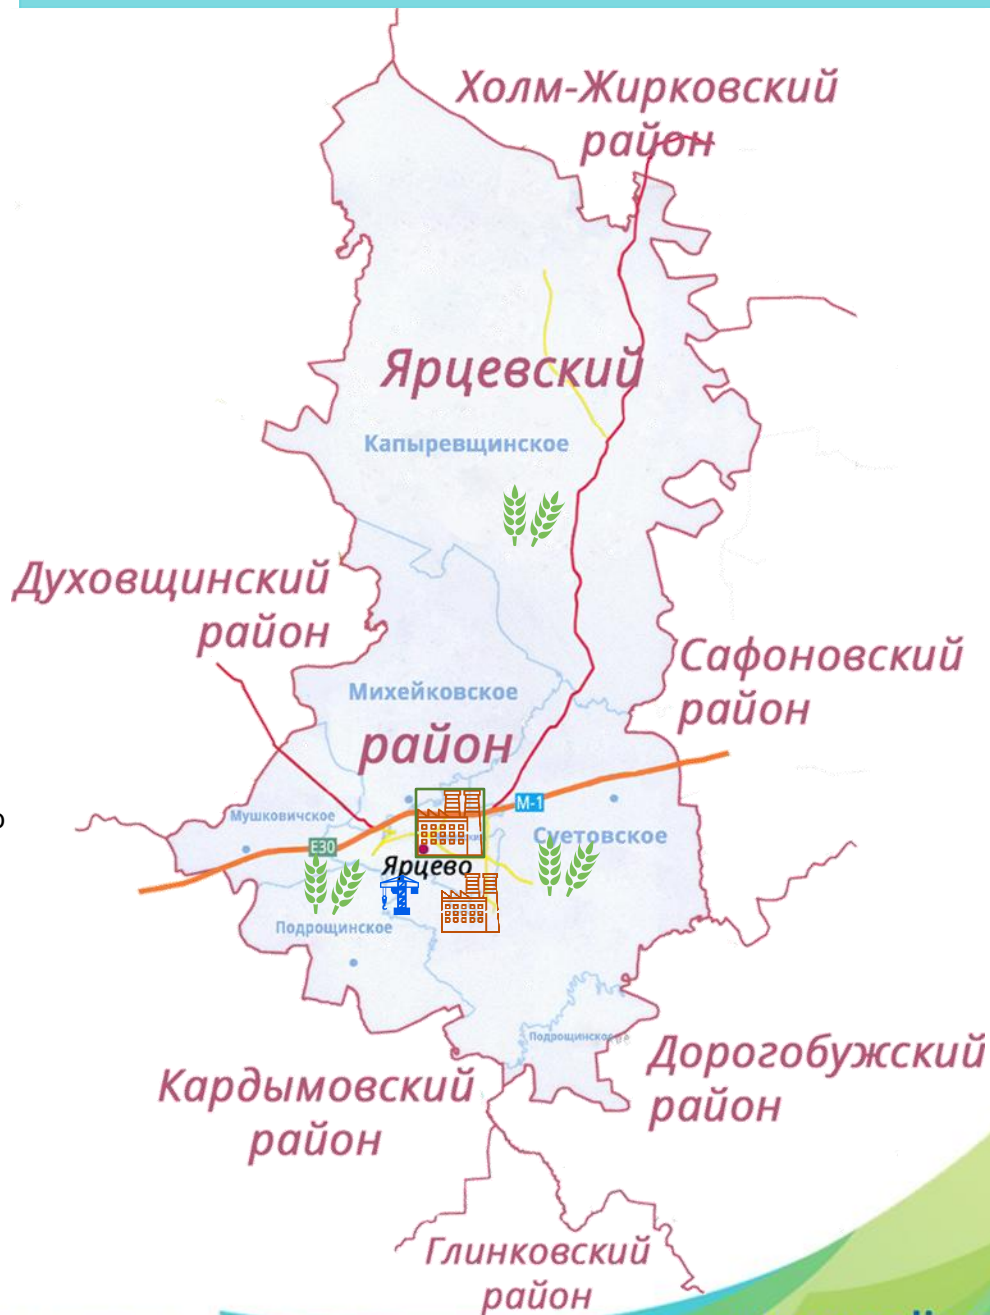 Холм-Жирковский
район
Ярцевский
Капыревщинское
Духовщинский
район
Сафоновский
район
Михейковское
район
М-1
Мушковичское
Суетовское
E30
Ярцево
Подрощинское
Подрощинское
Дорогобужский
район
Кардымовский
район
Глинковский
район